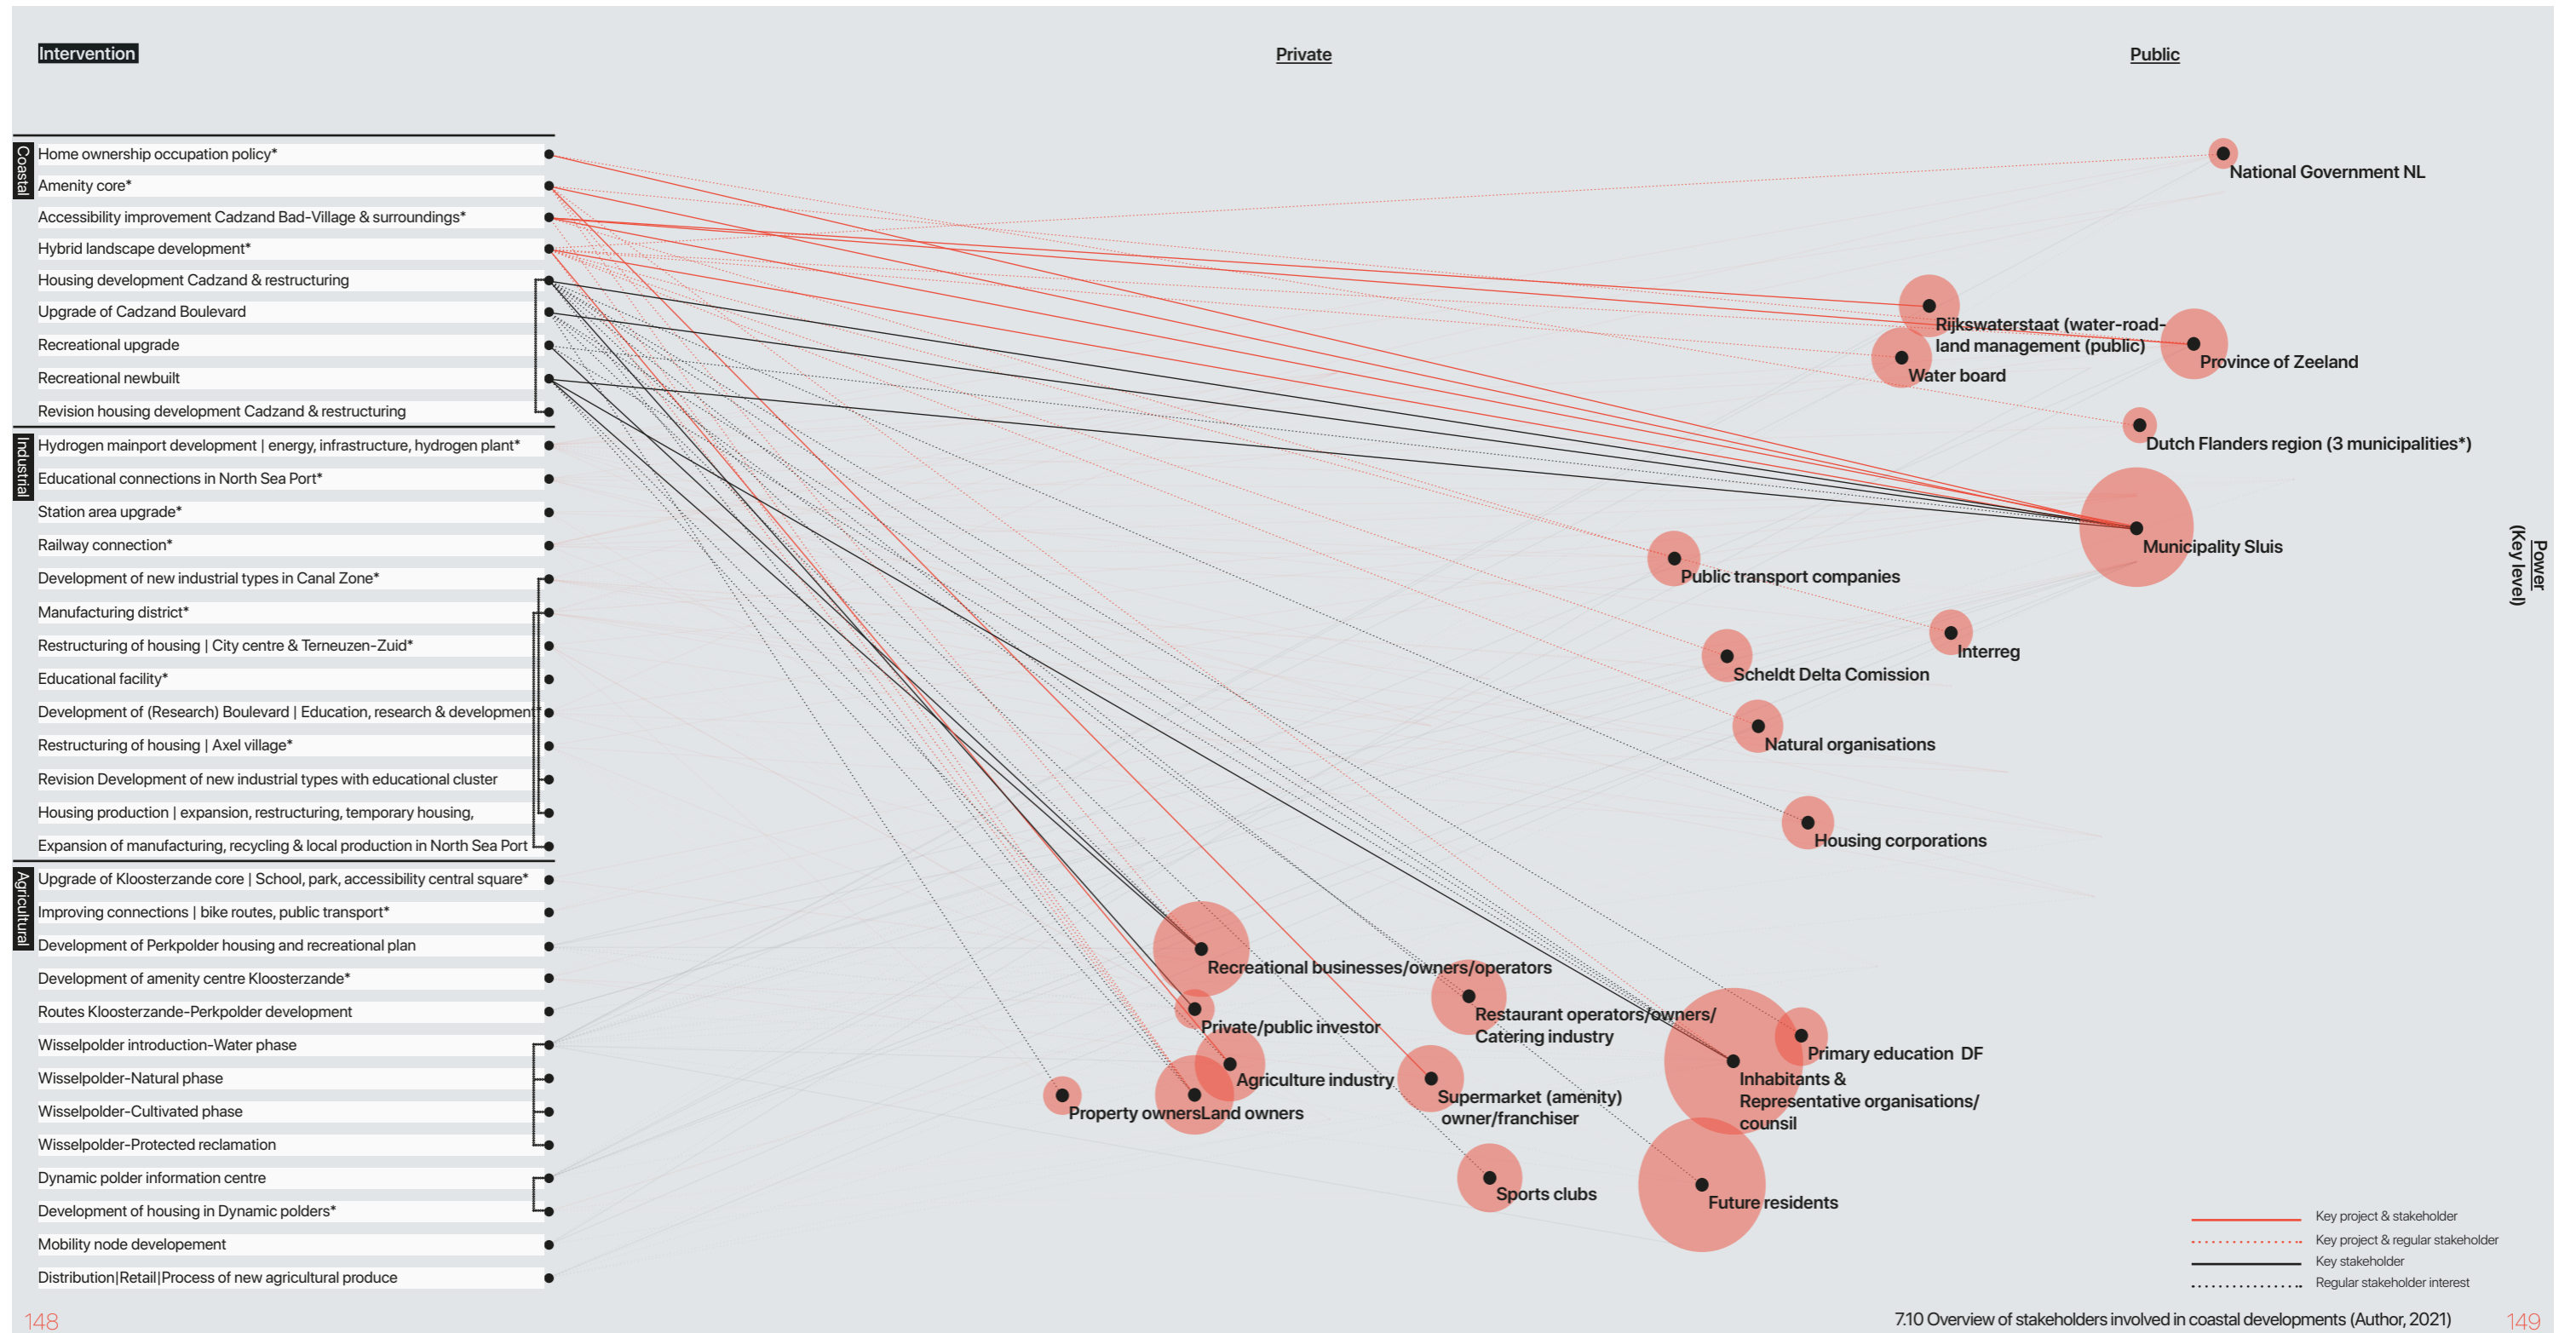 Intervention
Private
Public
Coastal
Home ownership occupation policy*
Amenity core*
Accessibility improvement Cadzand Bad-Village & surroundings*
Hybrid landscape development*
Housing development Cadzand & restructuring
Upgrade of Cadzand Boulevard
Recreational upgrade
Recreational newbuilt
Revision housing development Cadzand & restructuring
Industrial
Hydrogen mainport development | energy, infrastructure, hydrogen plant*
Educational connections in North Sea Port*
Station area upgrade*
Railway connection*
Development of new industrial types in Canal Zone*
Manufacturing district*
Restructuring of housing | City centre & Terneuzen-Zuid*
Educational facility*
Development of (Research) Boulevard | Education, research & development*
Restructuring of housing | Axel village*
Revision Development of new industrial types with educational cluster
Housing production | expansion, restructuring, temporary housing,
Expansion of manufacturing, recycling & local production in North Sea Port
Agricultural
Upgrade of Kloosterzande core | School, park, accessibility central square*
Improving connections | bike routes, public transport*
Development of Perkpolder housing and recreational plan
Development of amenity centre Kloosterzande*
Routes Kloosterzande-Perkpolder development
Wisselpolder introduction-Water phase
Wisselpolder-Natural phase
Wisselpolder-Cultivated phase
Wisselpolder-Protected reclamation
Dynamic polder information centre
Development of housing in Dynamic polders*
Mobility node developement
Distribution|Retail|Process of new agricultural produce
National Government NL
Rijkswaterstaat (water-road-
land management (public)
Province of Zeeland
Water board
Dutch Flanders region (3 municipalities*)
Municipality Sluis
Power
(Key level)
Public transport companies
Interreg
Scheldt Delta Comission
Natural organisations
Housing corporations
Recreational businesses/owners/operators
Restaurant operators/owners/
Catering industry
Private/public investor
Primary education DF
Agriculture industry
Inhabitants &
Representative organisations/
counsil
Supermarket (amenity)
owner/franchiser
Property owners
Land owners
Sports clubs
Future residents
Key project & stakeholder
Key project & regular stakeholder
Key stakeholder
Regular stakeholder interest
148
7.10 Overview of stakeholders involved in coastal developments (Author, 2021)
149